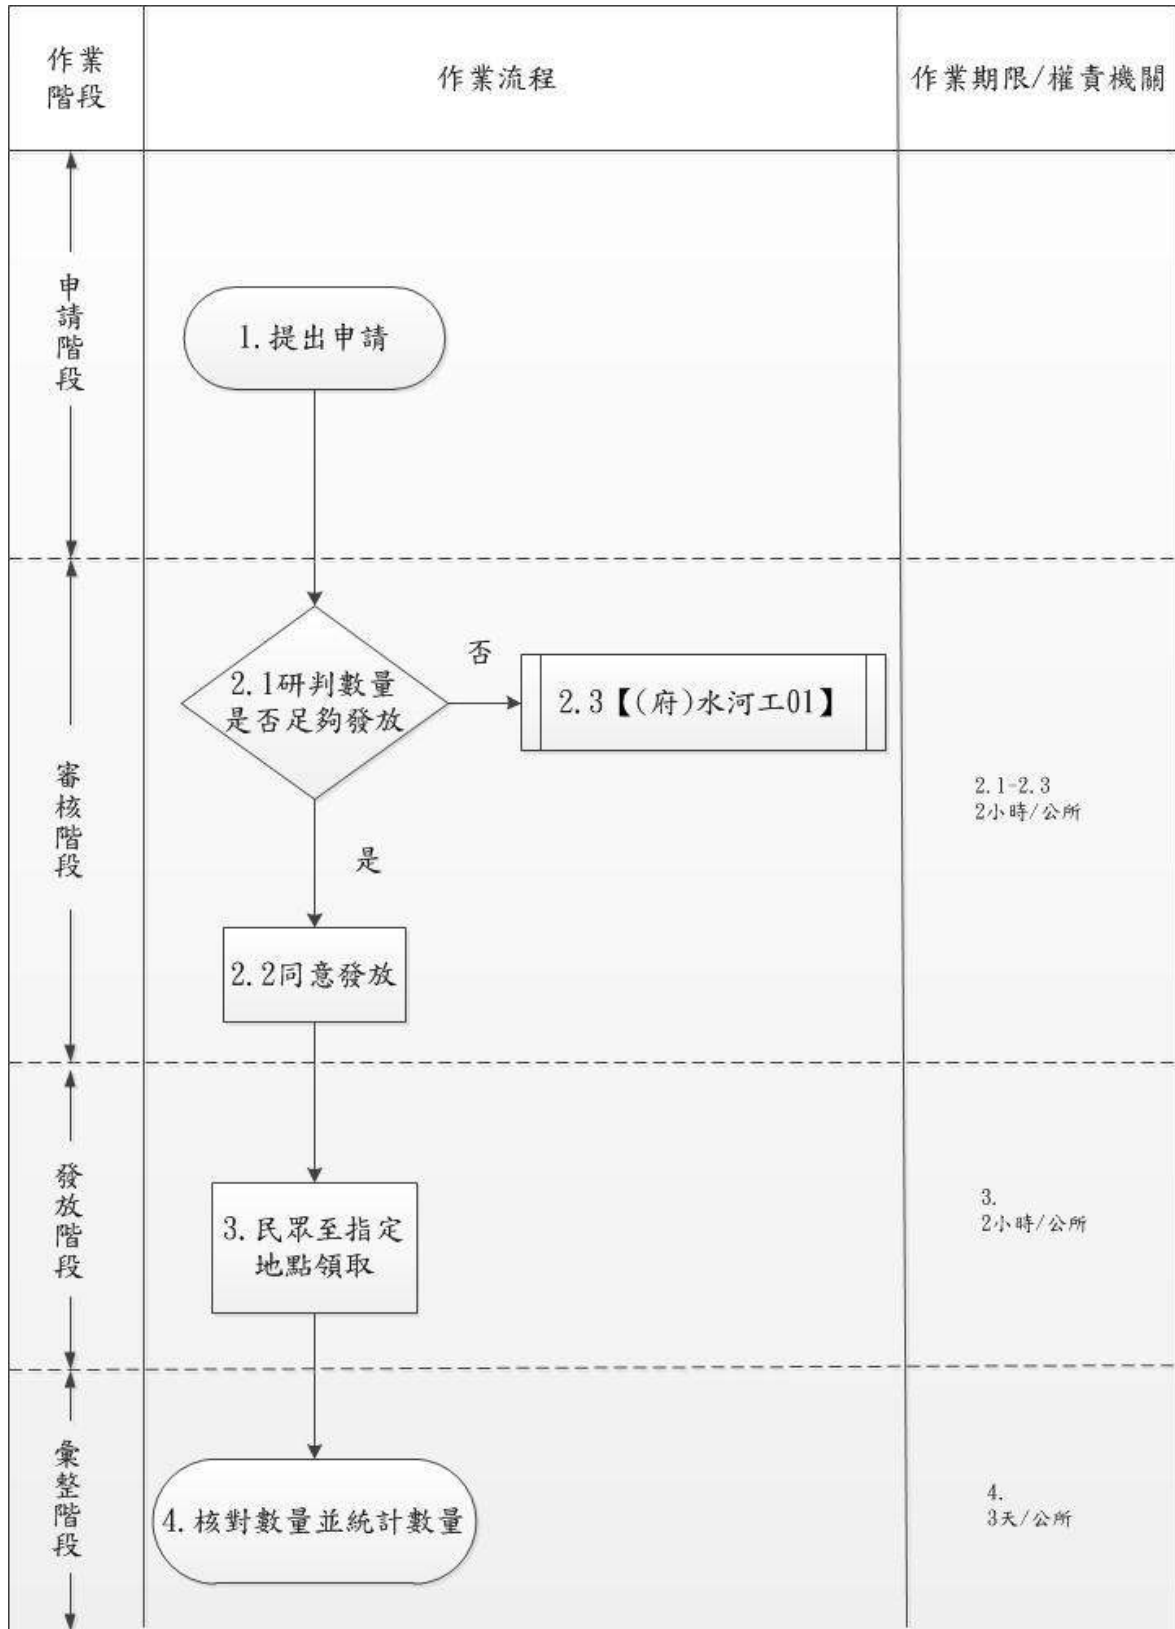 作業
階段
作業流程
作業期限/權責機關
申請階段
1.提出申請
審核階段
2.1研判數量
是否足夠發放
否
2.3【(府)水河工01】
是
2.2同意發放
2.1-2.3
2小時/公所
發放階段
3.民眾至指定
地點領取
3.
2小時/公所
彙整階段
4.核對數量並統計數量
4.
3天/公所